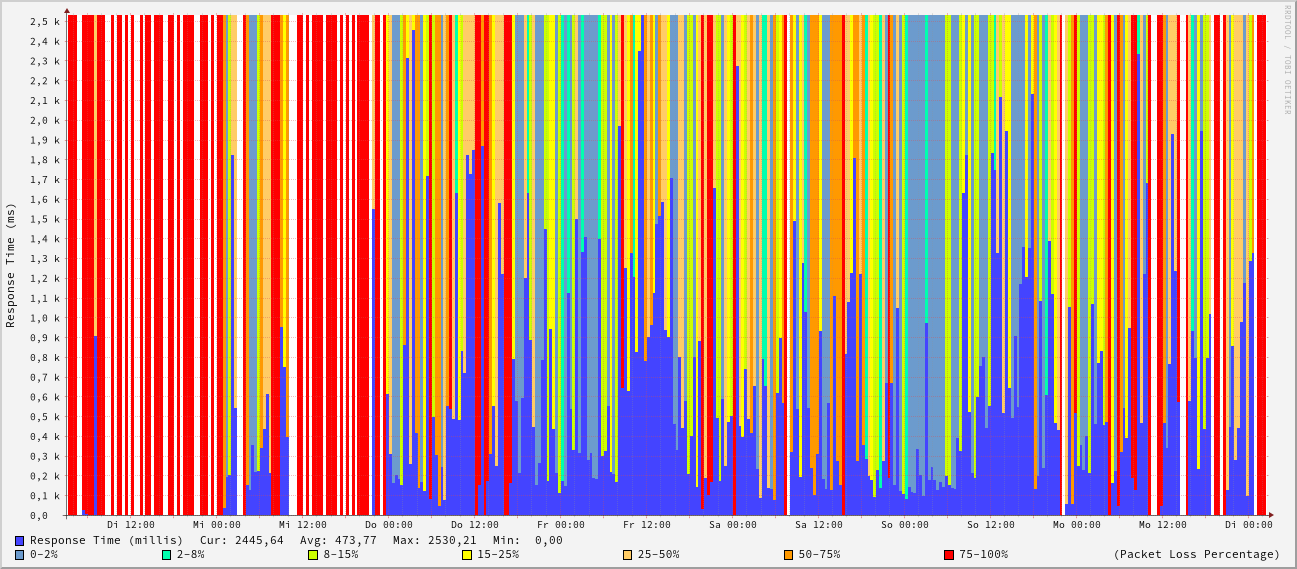 RRDTOOL / TOBI OETIKER
Response Time (ms)
2,5 k
2,4 k
2,3 k
2,2 k
2,1 k
2,0 k
1,9 k
1,8 k
1,7 k
1,6 k
1,5 k
1,4 k
1,3 k
1,2 k
1,1 k
1,0 k
0,9 k
0,8 k
0,7 k
0,6 k
0,5 k
0,4 k
0,3 k
0,2 k
0,1 k
0,0
Di 12:00 Mi 00:00 Mi 12:00 Do 00:00 Do 12:00 Fr 00:00 Fr 12:00 Sa 00:00 Sa 12:00 So 00:00 So 12:00 Mo 00:00 Mo 12:00 Di 00:00
Response Time (millis) Cur: 2445,64 Avg: 473,77 Max: 2530,21 Min: 0,00
0-2% 2-8% 8-15% 15-25% 25-50% 50-75% 75-100% (Packet Loss Percentage)